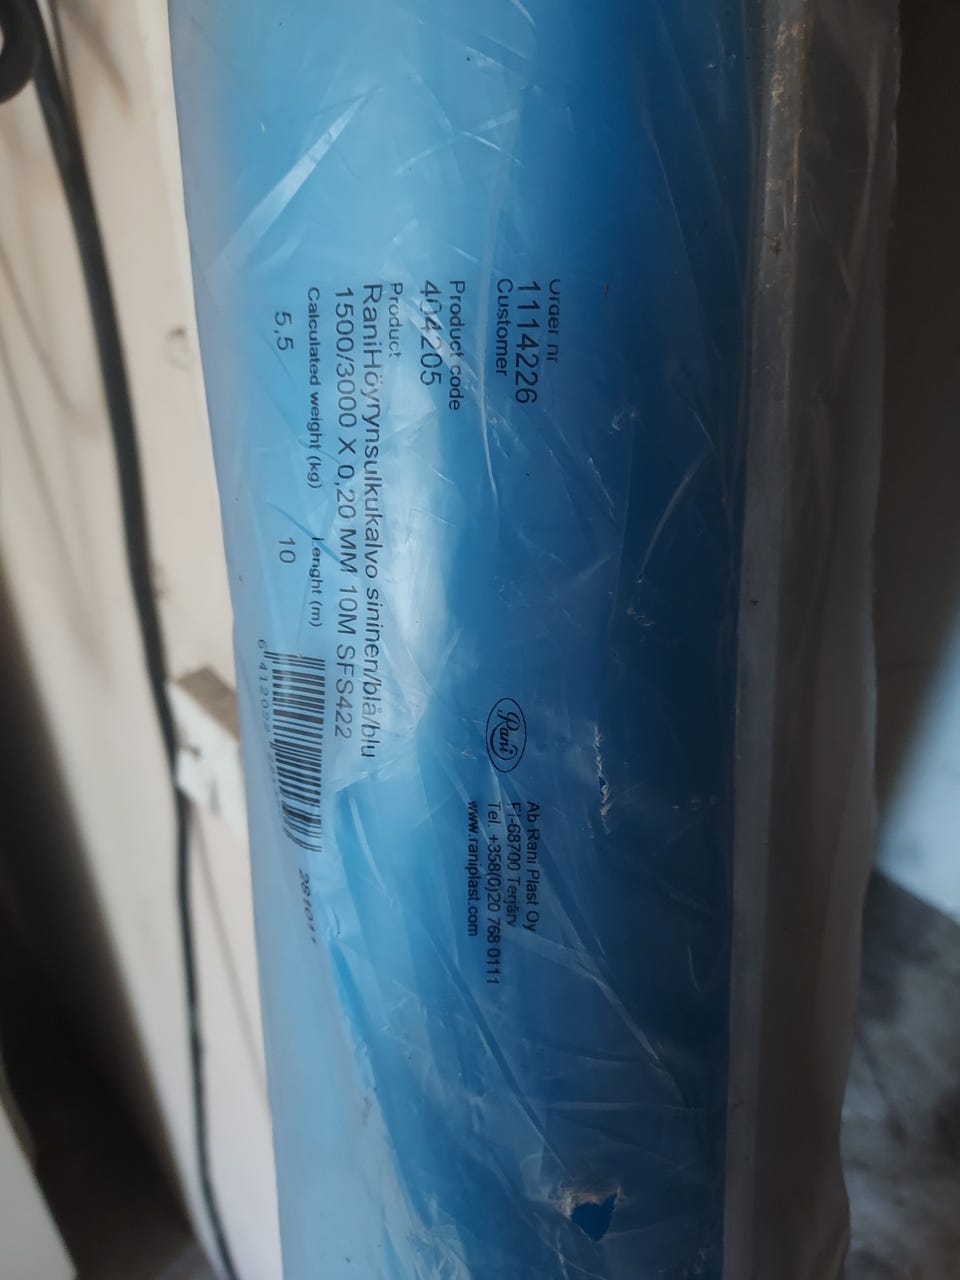 Order nr
1114226
Customer
Product code
404205
Product
RaniHöyrynsulkukalvo sininen/blå/blu
1500/3000 X 0,20 MM 10M SFS422
Calculated weight (kg) Lenght (m)
5,5 10
Rani
Ab Rani Plast Oy
Fi-68700 Terjärv
Tel. +358(0)20 768 0111
www.raniplast.com